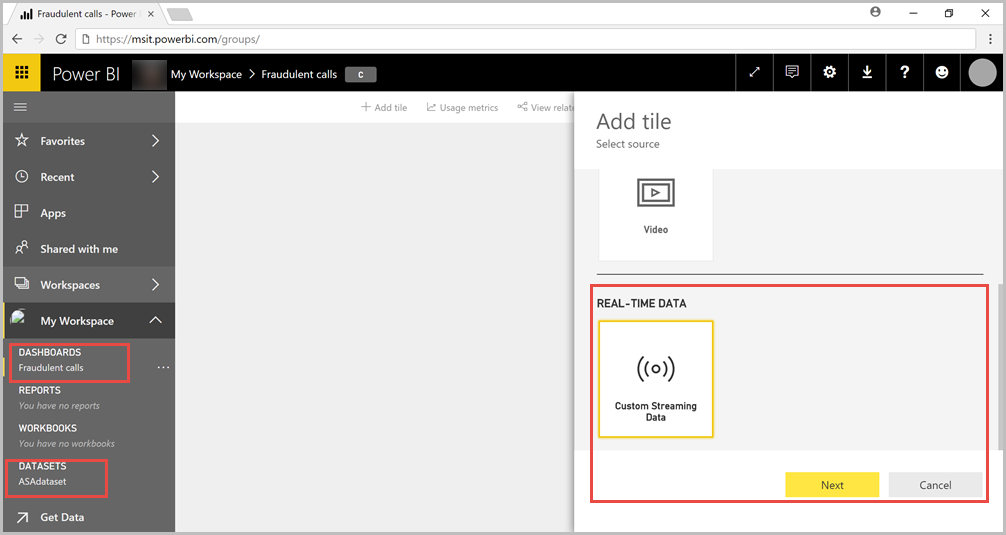 Fraudulent calls - Power B
https://msit.powerbi.com/groups/
Power BI
My Workspace > Fraudulent calls
C
Add tile
Usage metrics
View relate
Favorites
Recent
Apps
Shared with me
Workspaces
My Workspace
DASHBOARDS
Fraudulent calls
...
REPORTS
You have no reports
WORKBOOKS
You have no workbooks
DATASETS
ASAdataset
Get Data
Add tile
Select source
Video
REAL-TIME DATA
Custom Streaming
Data
Next
Cancel